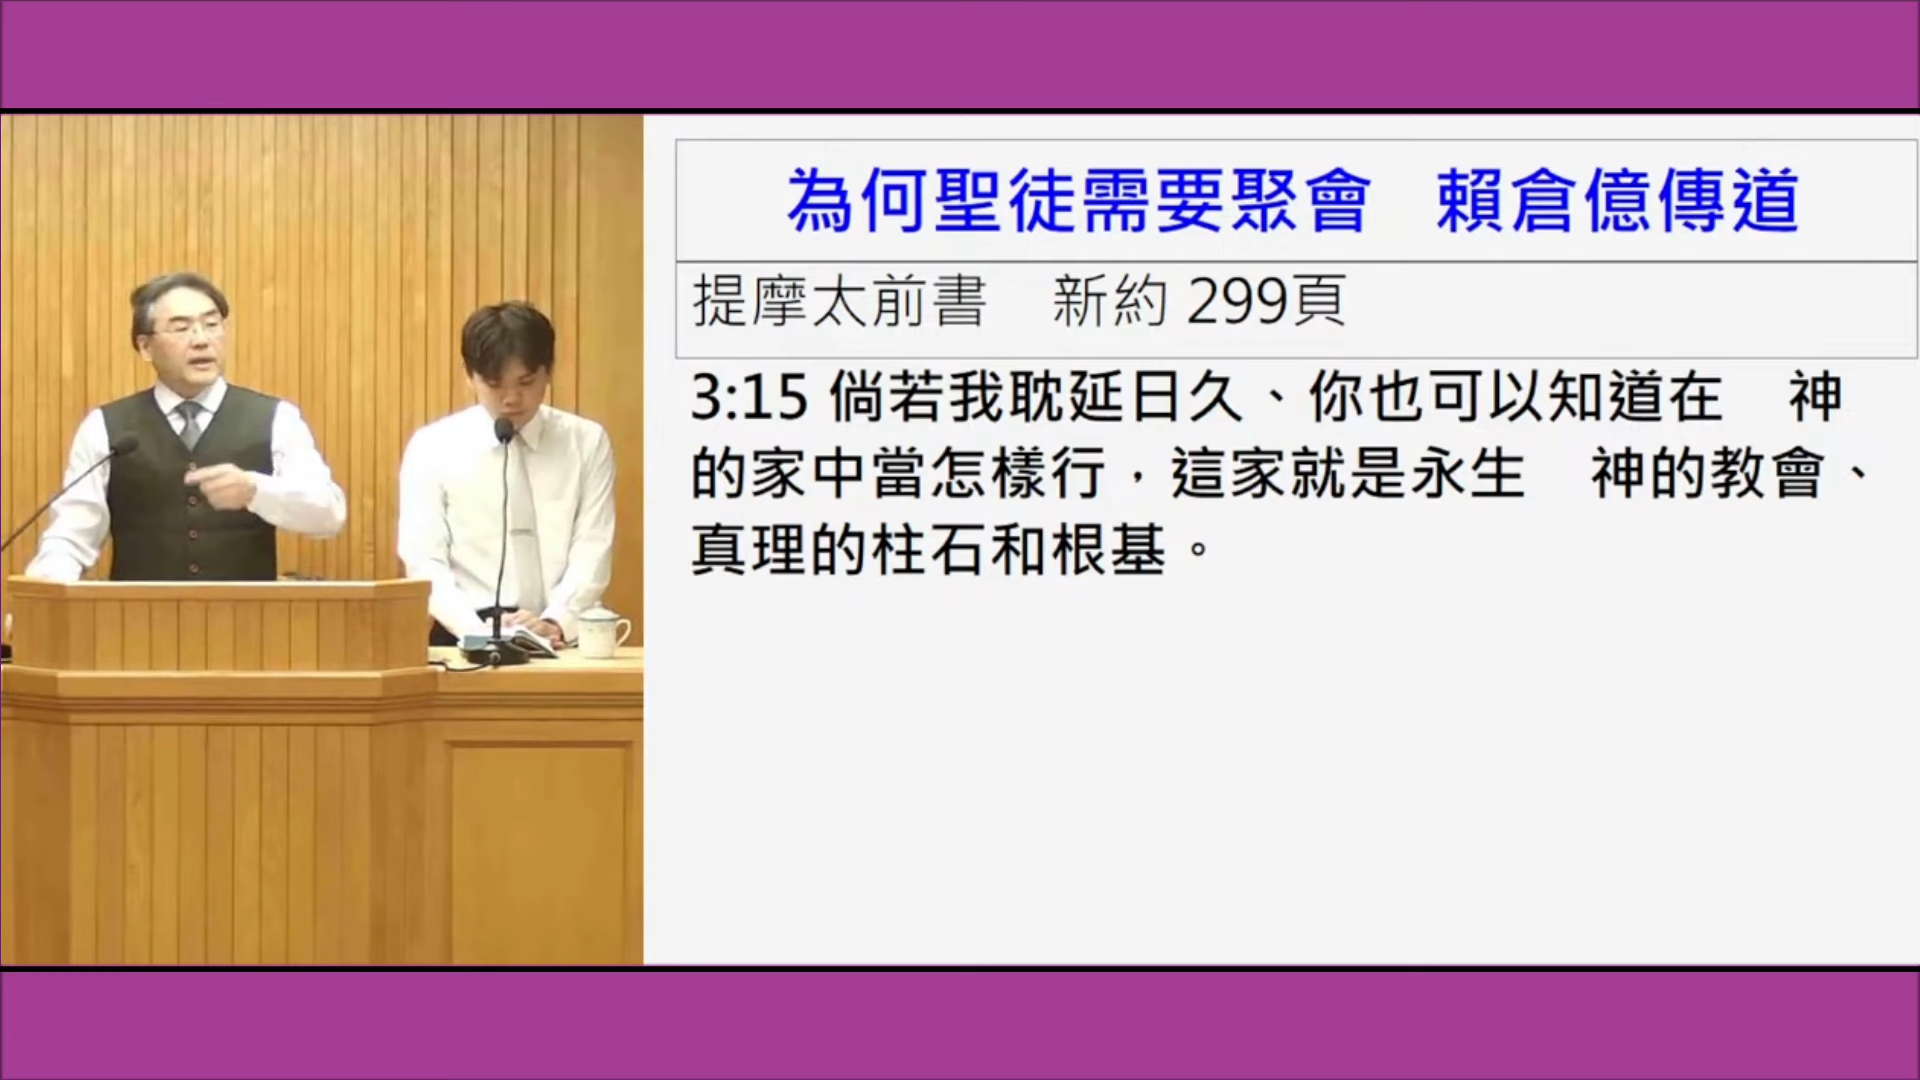 為何聖徒需要聚會　賴倉億傳道
提摩太前書　新約 299頁
3:15 倘若我耽延日久、你也可以知道在　神
的家中當怎樣行，這家就是永生　神的教會、
真理的柱石和根基。